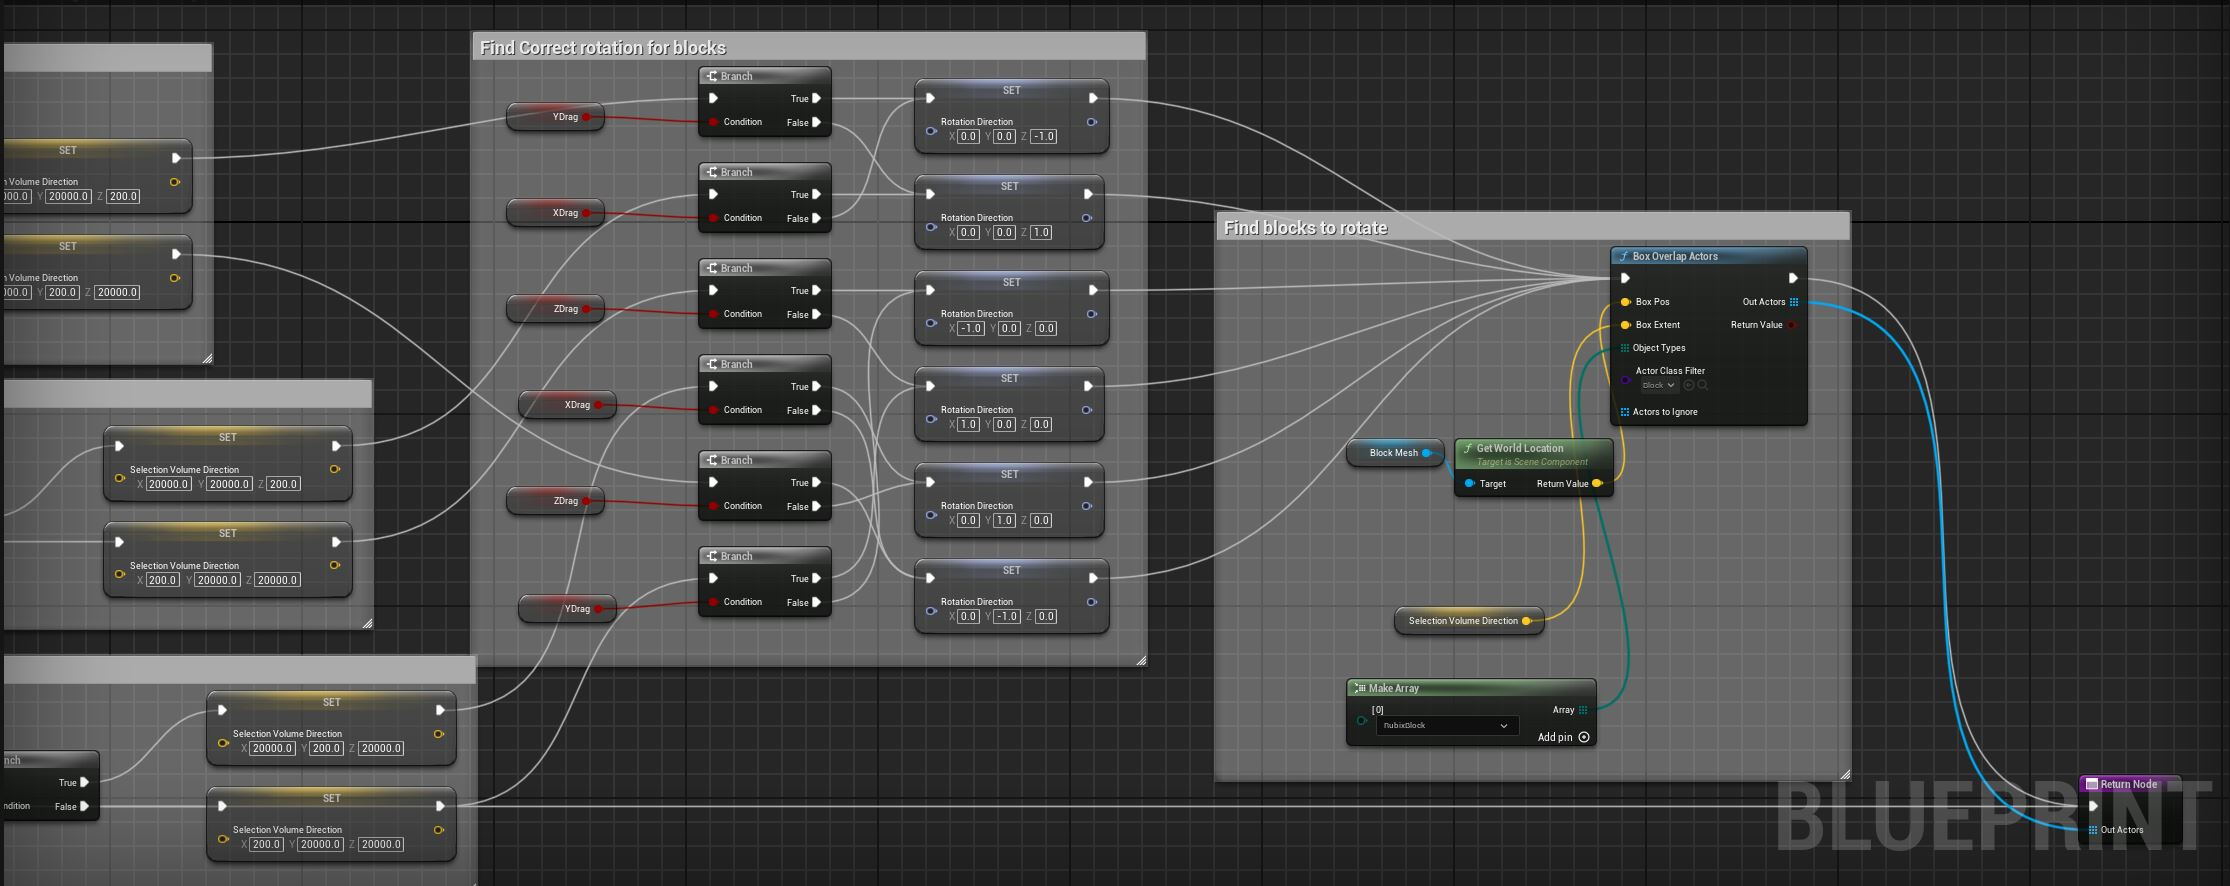 SET
n Volume Direction
000.0 Y 20000.0 Z 200.0
SET
n Volume Direction
000.0 Y 200.0 Z 20000.0
SET
Selection Volume Direction
X 20000.0 Y 20000.0 Z 200.0
SET
Selection Volume Direction
X 200.0 Y 20000.0 Z 20000.0
nch
True
ndition False
SET
Selection Volume Direction
X 20000.0 Y 200.0 Z 20000.0
SET
Selection Volume Direction
X 200.0 Y 20000.0 Z 20000.0
Find Correct rotation for blocks
YDrag
Branch
True
Condition False
SET
Rotation Direction
X 0.0 Y 0.0 Z -1.0
XDrag
Branch
True
Condition False
SET
Rotation Direction
X 0.0 Y 0.0 Z 1.0
ZDrag
Branch
True
Condition False
SET
Rotation Direction
X -1.0 Y 0.0 Z 0.0
XDrag
Branch
True
Condition False
SET
Rotation Direction
X 1.0 Y 0.0 Z 0.0
ZDrag
Branch
True
Condition False
SET
Rotation Direction
X 0.0 Y 1.0 Z 0.0
YDrag
Branch
True
Condition False
SET
Rotation Direction
X 0.0 Y -1.0 Z 0.0
Find blocks to rotate
f Box Overlap Actors
Box Pos Out Actors
Box Extent Return Value
Object Types
Actor Class Filter
Block
Actors to Ignore
Block Mesh
f Get World Location
Target is Scene Component
Target Return Value
Selection Volume Direction
Make Array
[0] Array
RubixBlock
Add pin
Return Node
Out Actors
BLUEPRINT